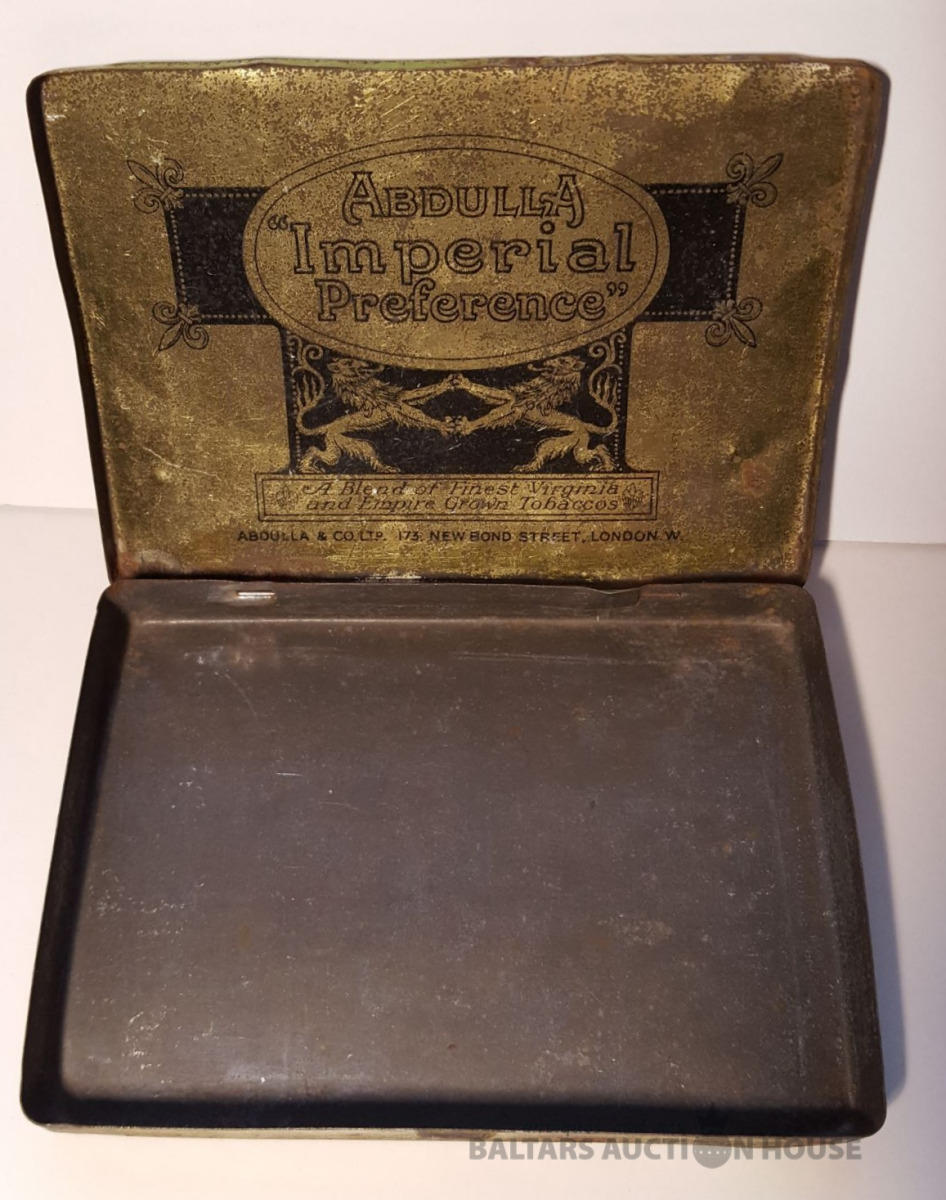 ABDULLA
“Imperial
Preference”
A Blend of Finest Virginia
and Empire Grown Tobaccos
ABDULLA & CO. LTD. 173. NEW BOND STREET, LONDON. W.
BALTARS AUCTION HOUSE